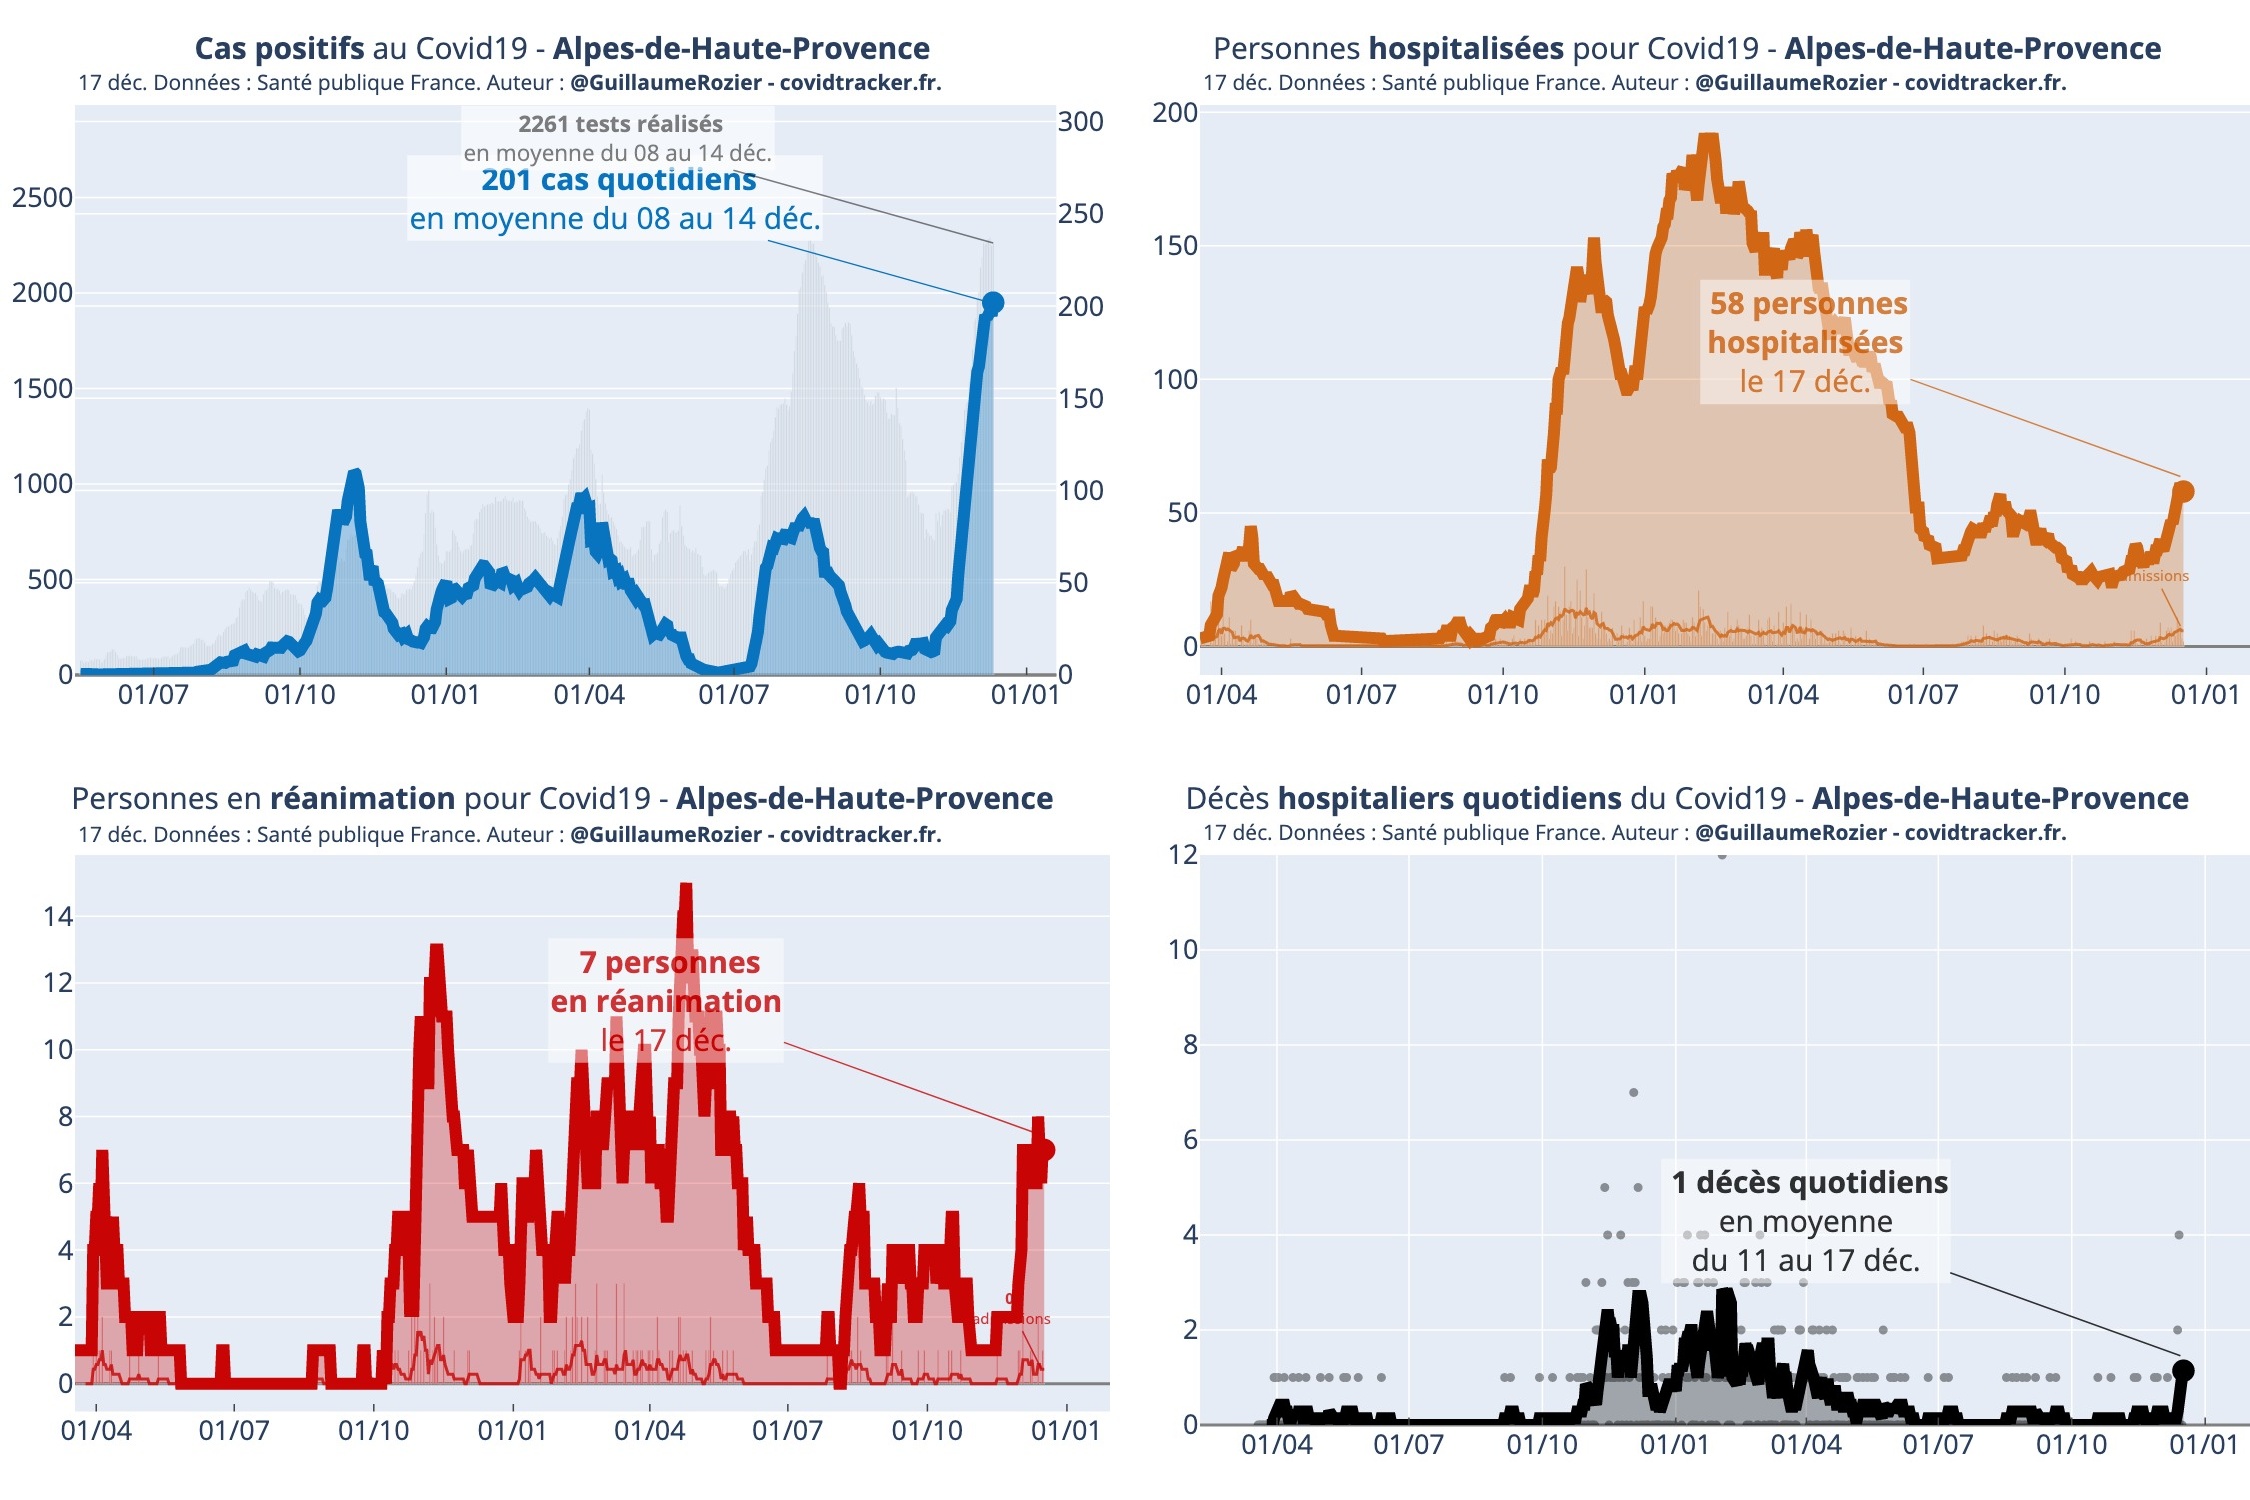 Cas positifs au Covid19 - Alpes-de-Haute-Provence
17 déc. Données : Santé publique France. Auteur : @GuillaumeRozier - covidtracker.fr.
2261 tests réalisés
en moyenne du 08 au 14 déc.
201 cas quotidiens
en moyenne du 08 au 14 déc.
2500
2000
1500
1000
500
0
300
250
200
150
100
50
0
01/07 01/10 01/01 01/04 01/07 01/10 01/01
Personnes hospitalisées pour Covid19 - Alpes-de-Haute-Provence
17 déc. Données : Santé publique France. Auteur : @GuillaumeRozier - covidtracker.fr.
200
150
100
50
0
58 personnes
hospitalisées
le 17 déc.
01/04 01/07 01/10 01/01 01/04 01/07 01/10 01/01
Personnes en réanimation pour Covid19 - Alpes-de-Haute-Provence
17 déc. Données : Santé publique France. Auteur : @GuillaumeRozier - covidtracker.fr.
14
12
10
8
6
4
2
0
7 personnes
en réanimation
le 17 déc.
0
admissions
01/04 01/07 01/10 01/01 01/04 01/07 01/10 01/01
Décès hospitaliers quotidiens du Covid19 - Alpes-de-Haute-Provence
17 déc. Données : Santé publique France. Auteur : @GuillaumeRozier - covidtracker.fr.
12
10
8
6
4
2
0
1 décès quotidiens
en moyenne
du 11 au 17 déc.
01/04 01/07 01/10 01/01 01/04 01/07 01/10 01/01